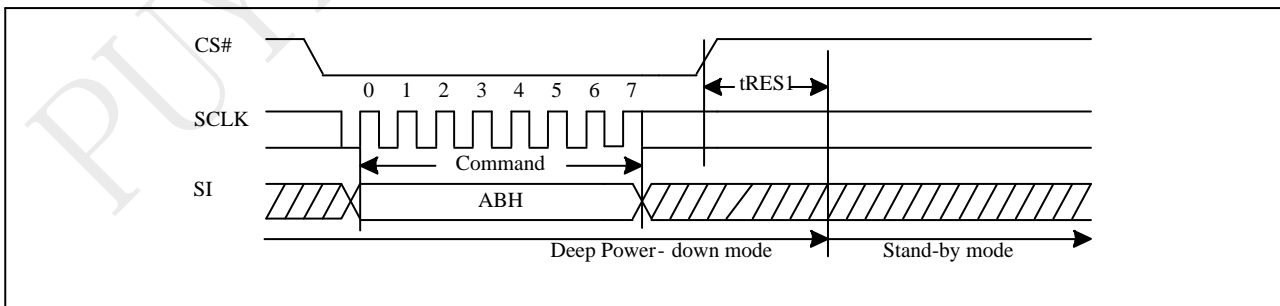 PUY
CS#
tRES1
0 1 2 3 4 5 6 7
SCLK
Command
SI
ABH
Deep Power- down mode
Stand-by mode